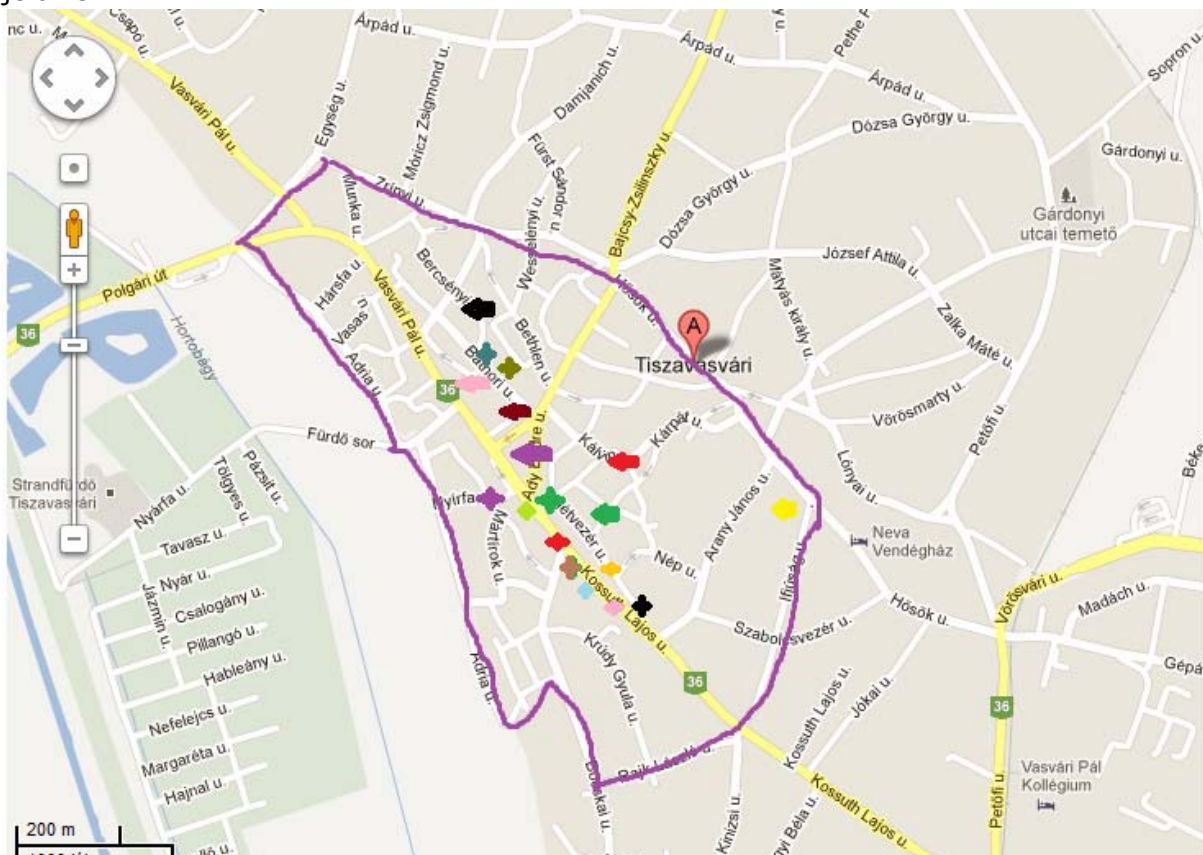 Csapó u.
Árpád u.
Árpád u.
Árpád u.
Pethe
Sopron u.
Vasvári Pál u.
Egység u.
Móricz Zsigmond u.
Damjanich u.
Bajcsy-Zsilinszky u.
Dózsa György u.
Gárdonyi u.
Munka u.
Zrínyi u.
Fürst Sándor u.
Wesselényi u.
Dózsa György u.
Gárdonyi
utcai temető
Polgári út
Hársfa u.
Vasvári Pál u.
Bercsényi
Hősök u.
József Attila u.
Mátyás király u.
Zalka Máté u.
36
Hortobágy
Vasas
Adria u.
Bethlen u.
Báthori u.
A
Tiszavasvári
36
Vörösmarty u.
Petőfi u.
Fürdő sor
Ady Endre u.
Kálvin
Kárpát u.
Lónyai u.
Strandfürdő
Tiszavasvári
Nyárfa u.
Tölgyes u.
Pázsit u.
Nyírfa
Arany János u.
Neva
Vendégház
Tavasz u.
Martírok u.
Hétvezér u.
Nép u.
Ifjúság u.
Vörösvári u.
Nyár u.
Jázmin u.
Csalogány u.
Kossuth Lajos u.
Hősök u.
Madách u.
Pillangó u.
Szabolcsvezér u.
Hableány u.
Adria u.
Krúdy Gyula u.
36
Kossuth Lajos u.
Jókai u.
36
Nefelejcs u.
Margaréta u.
Rajk László u.
Vasvári Pál
Kollégium
Hajnal u.
Kinizsi u.
Kossuth Lajos u.
Petőfi u.
200 m